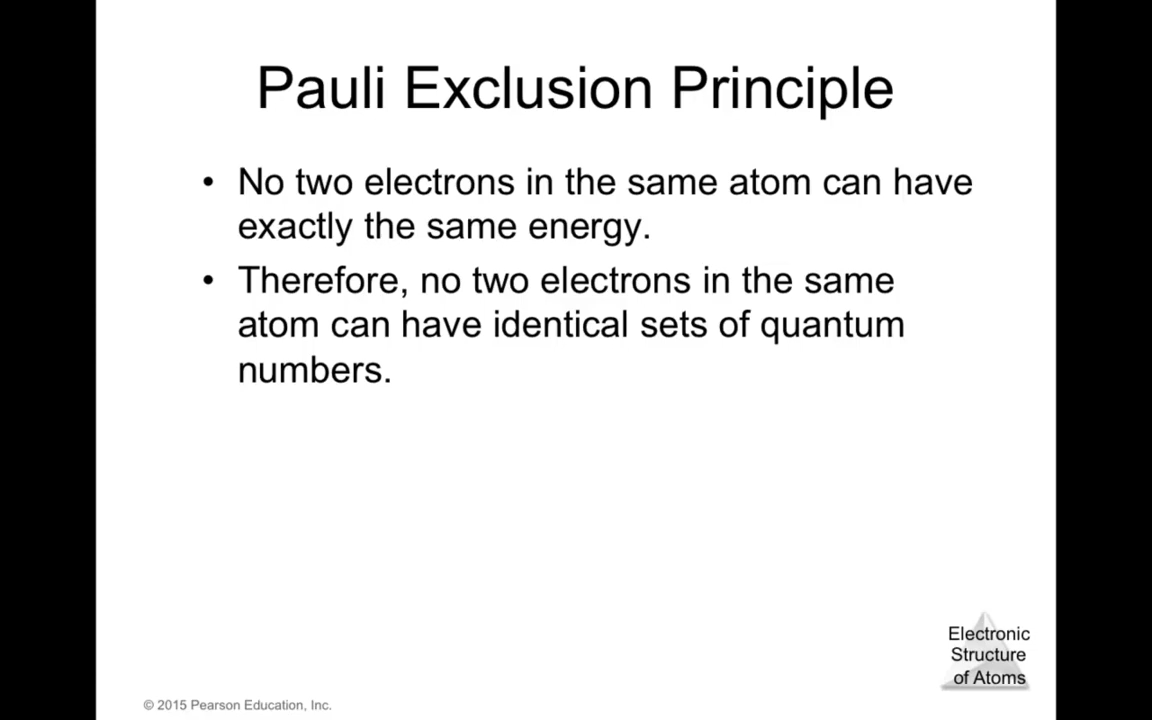 Pauli Exclusion Principle
• No two electrons in the same atom can have
exactly the same energy.
• Therefore, no two electrons in the same
atom can have identical sets of quantum
numbers.
Electronic
Structure
of Atoms
© 2015 Pearson Education, Inc.